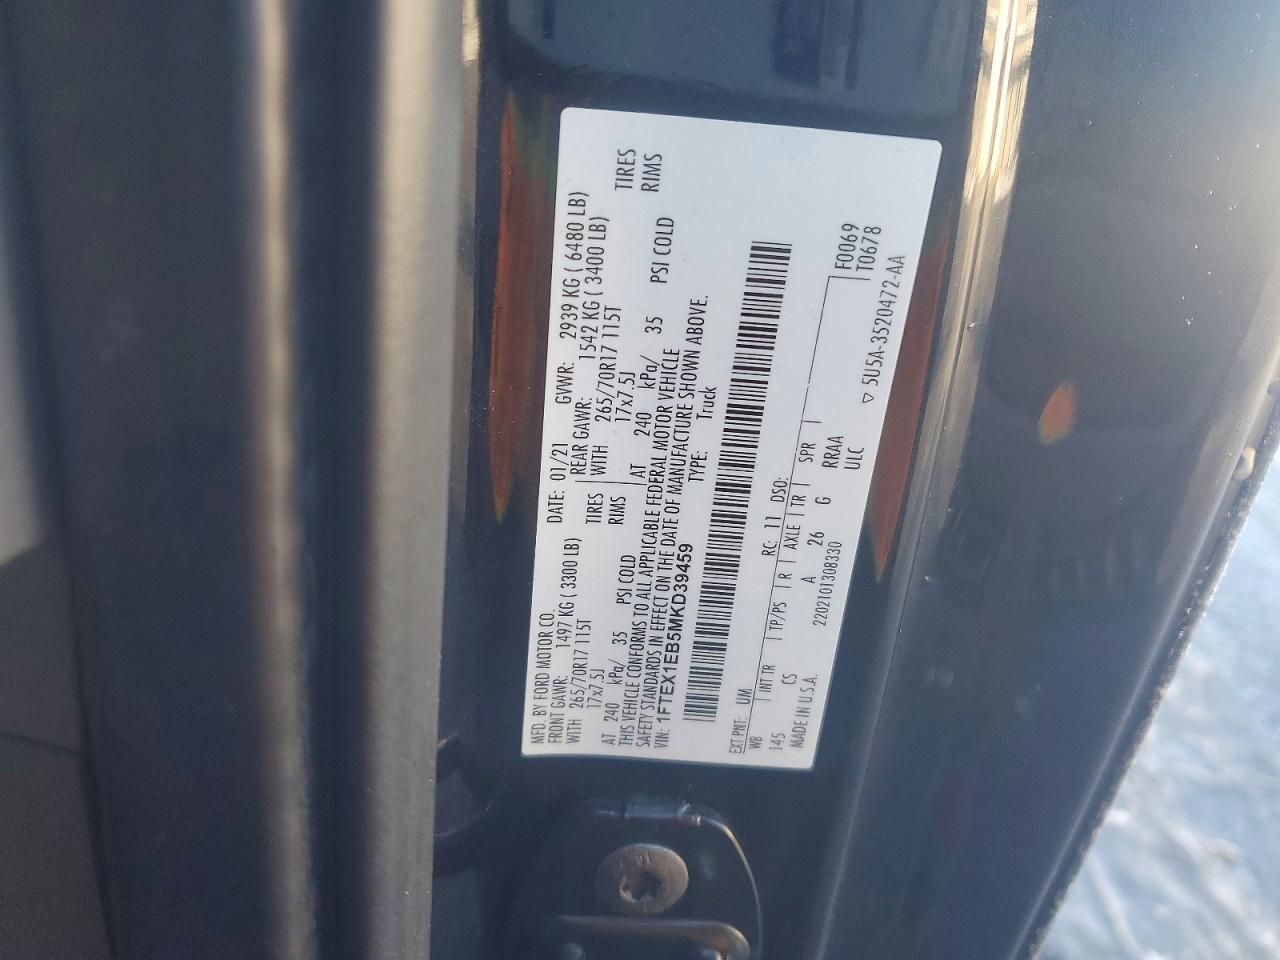 MFD. BY FORD MOTOR CO.
DATE: 01/21 GVWR: 2939 KG ( 6480 LB)
FRONT GAWR: 1497 KG ( 3300 LB) REAR GAWR: 1542 KG ( 3400 LB)
WITH 265/70R17 115T TIRES WITH 265/70R17 115T TIRES
17x7.5J RIMS 17x7.5J RIMS
AT 240 kPa/ 35 PSI COLD AT 240 kPa/ 35 PSI COLD
THIS VEHICLE CONFORMS TO ALL APPLICABLE FEDERAL MOTOR VEHICLE
SAFETY STANDARDS IN EFFECT ON THE DATE OF MANUFACTURE SHOWN ABOVE.
VIN: 1FTEX1EB5MKD39459 TYPE: Truck
EXT PNT: UM RC: 11 DSO:
WB INT TR TP/PS R AXLE TR SPR F0069
145 CS A 26 G RRAA T0678
MADE IN U.S.A. 2202101308330 ULC
▽ 5U5A-3520472-AA